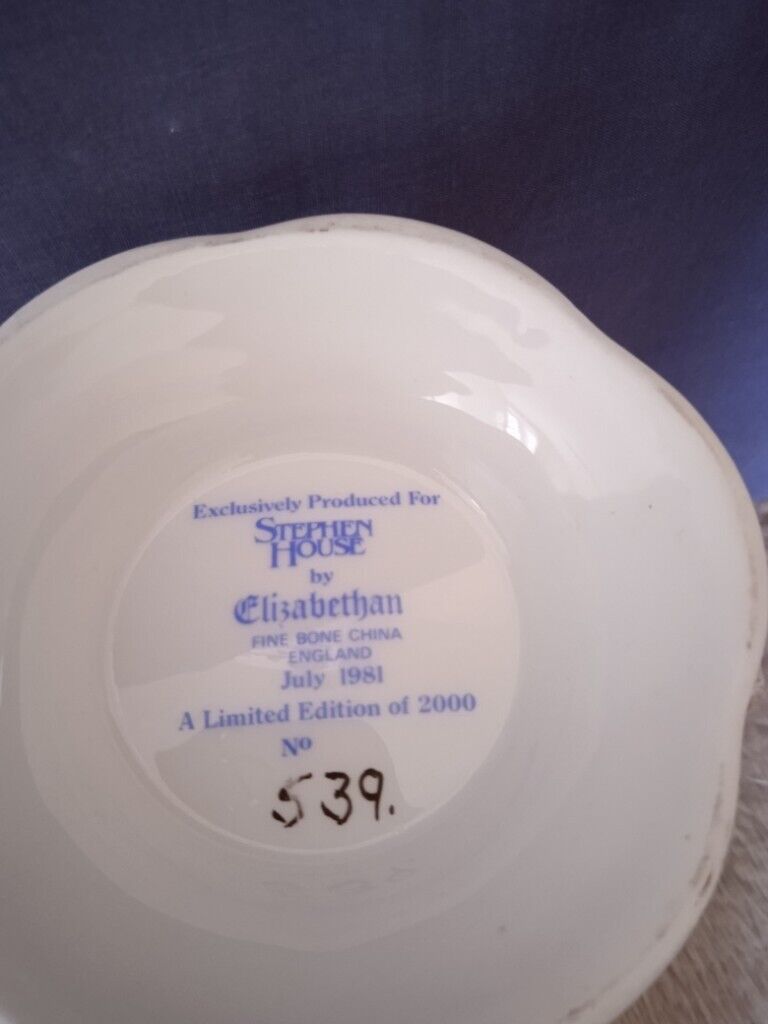 Exclusively Produced For
STEPHEN
HOUSE
by
Elizabethan
FINE BONE CHINA
ENGLAND
July 1981
A Limited Edition of 2000
No
539.